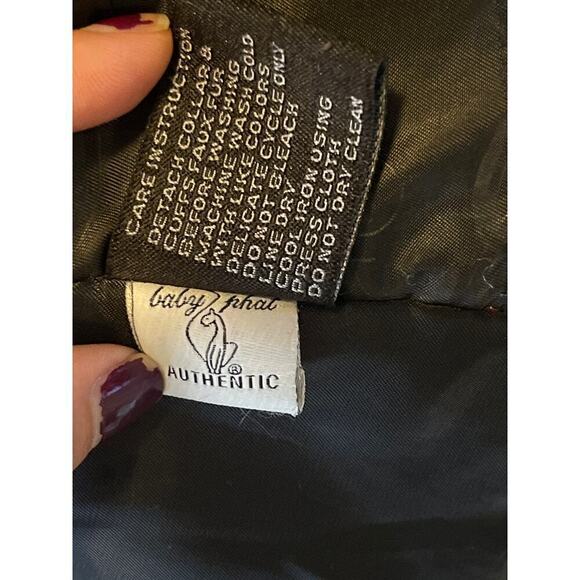 CARE INSTRUCTION
DETACH COLLAR &
CUFFS FAUX FUR
BEFORE WASHING
MACHINE WASH COLD
WITH LIKE COLORS
DELICATE CYCLE ONLY
DO NOT BLEACH
LINE DRY
COOL IRON USING
PRESS CLOTH
DO NOT DRY CLEAN
baby phat
®
AUTHENTIC